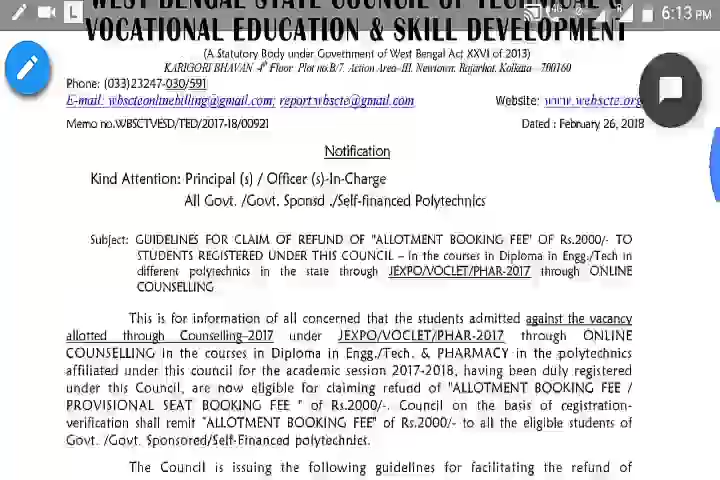 6:13 PM
WEST BENGAL STATE COUNCIL OF
VOCATIONAL EDUCATION & SKILL DEVELOPMENT
(A Statutory Body under Government of West Bengal Act XXVI of 2013)
KARIGORI BHAVAN 4th Floor Plot no.B/7. Action Area-III. Newtown. Rajarhat. Kolkata-700160
Phone: (033)23247-030/591
E-mail: wbscteonlinebilling@gmail.com; reportwbscte@gmail.com Website: www.webscte.org
Memo no.WBSCTVESD/TED/2017-18/00921 Dated : February 26, 2018
Notification
Kind Attention: Principal (s) / Officer (s)-In-Charge
All Govt. /Govt. Sponsd ./Self-financed Polytechnics
Subject: GUIDELINES FOR CLAIM OF REFUND OF "ALLOTMENT BOOKING FEE" OF Rs.2000/- TO
STUDENTS REGISTERED UNDER THIS COUNCIL – in the courses in Diploma in Engg./Tech in
different polytechnics in the state through JEXPO/VOCLET/PHAR-2017 through ONLINE
COUNSELLING
This is for information of all concerned that the students admitted against the vacancy
allotted through Counselling-2017 under JEXPO/VOCLET/PHAR-2017 through ONLINE
COUNSELLING in the courses in Diploma in Engg./Tech. & PHARMACY in the polytechnics
affiliated under this council for the academic session 2017-2018, having been duly registered
under this Council, are now eligible for claiming refund of "ALLOTMENT BOOKING FEE /
PROVISIONAL SEAT BOOKING FEE " of Rs.2000/-. Council on the basis of registration-
verification shall remit "ALLOTMENT BOOKING FEE" of Rs.2000/- to all the eligible students of
Govt. /Govt. Sponsored/Self-Financed polytechnics.
The Council is issuing the following guidelines for facilitating the refund of